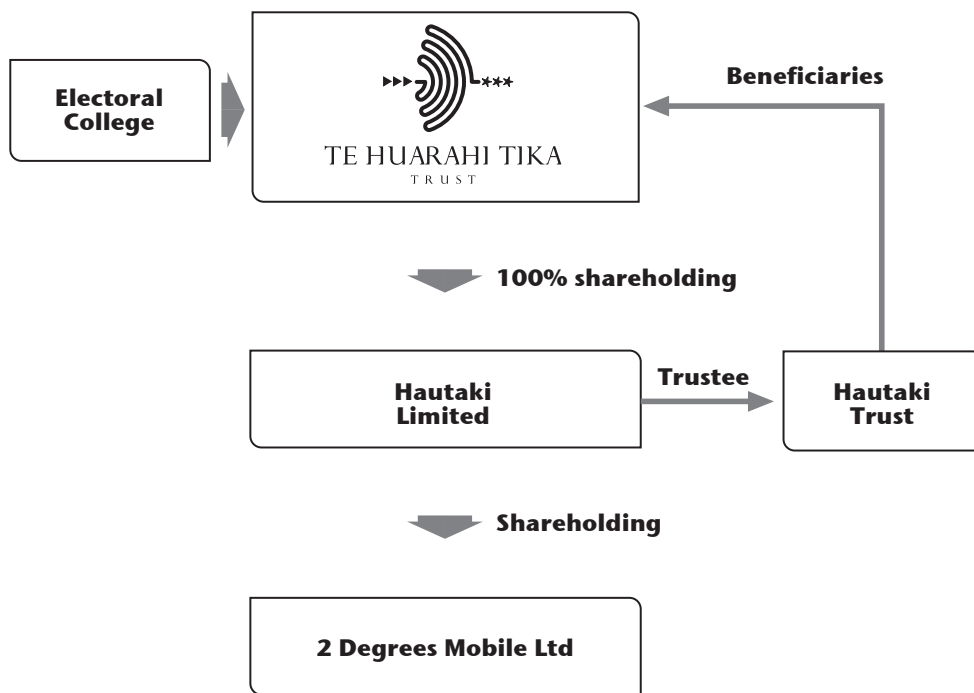 Electoral
College
TE HUARAHI TIKA
TRUST
Beneficiaries
100% shareholding
Hautaki
Limited
Trustee
Hautaki
Trust
Shareholding
2 Degrees Mobile Ltd